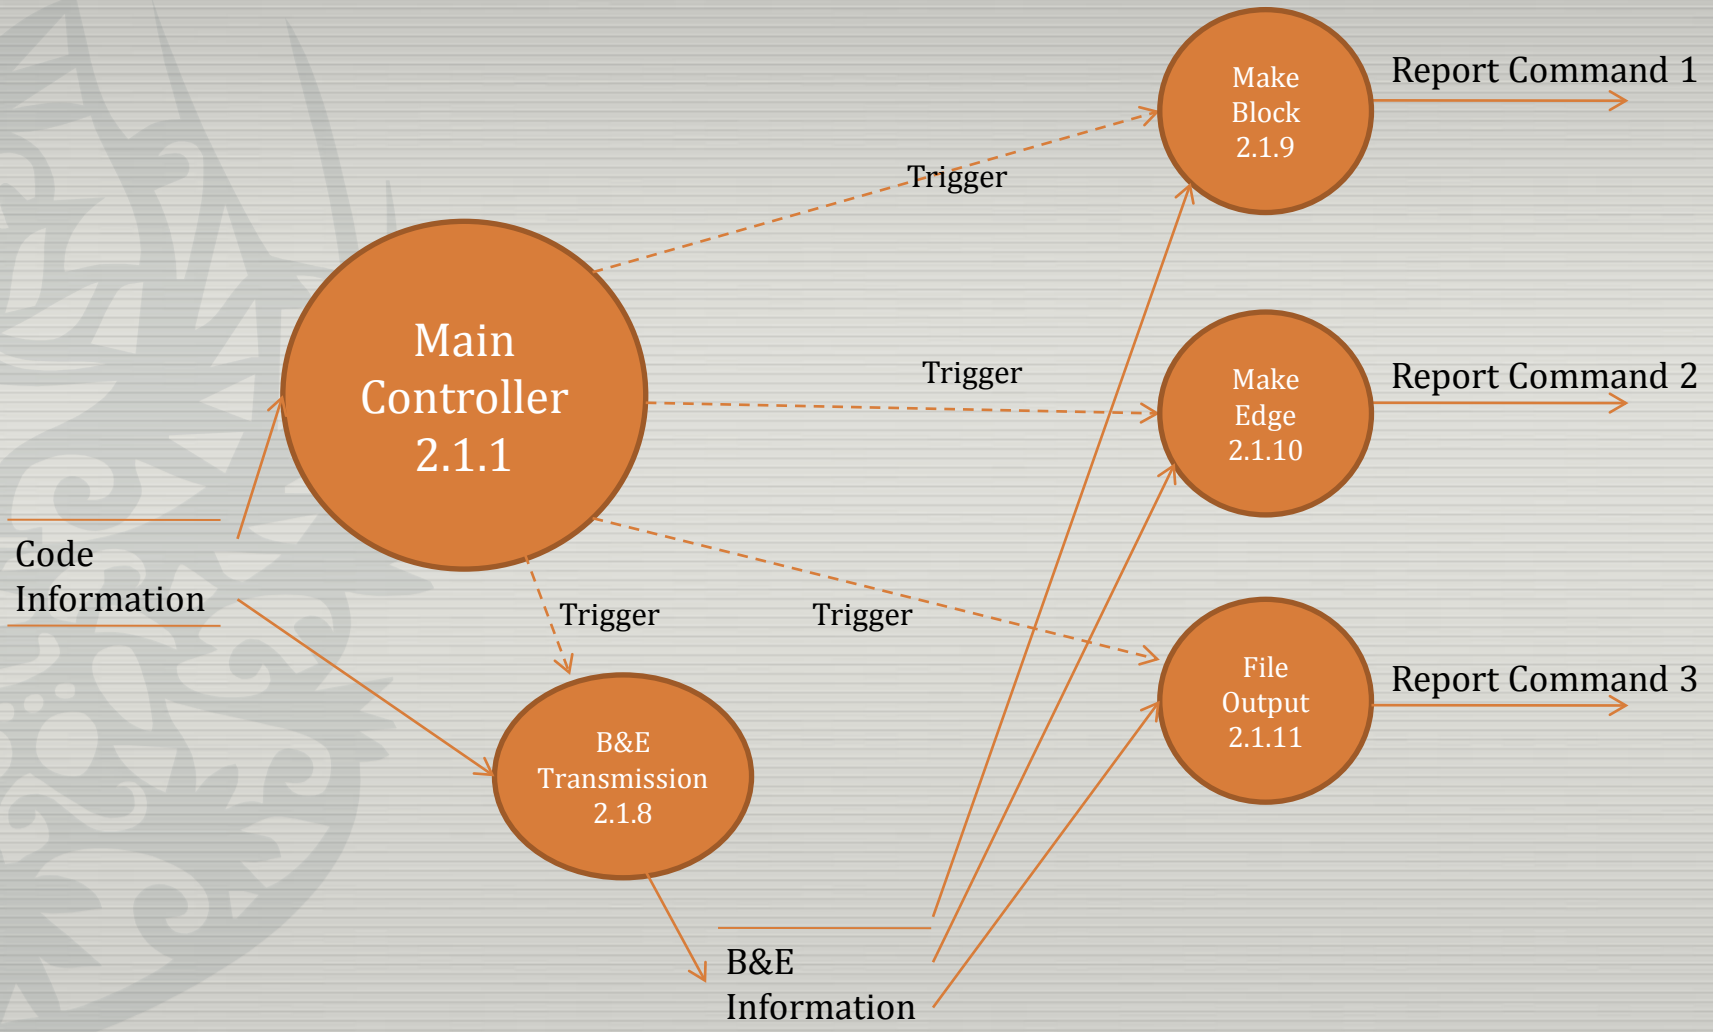 Make
Block
2.1.9
Report Command 1
Trigger
Main
Controller
2.1.1
Trigger
Make
Edge
2.1.10
Report Command 2
Code
Information
Trigger
Trigger
File
Output
2.1.11
Report Command 3
B&E
Transmission
2.1.8
B&E
Information